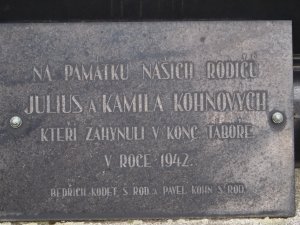 NA PAMÁTKU NAŠICH RODIČŮ
JULIUS A KAMILA KOHNOVÝCH
KTEŘÍ ZAHYNULI V KONC. TÁBOŘE
V ROCE 1942.
BEDŘICH KODET S ROD. A PAVEL KOHN S ROD.